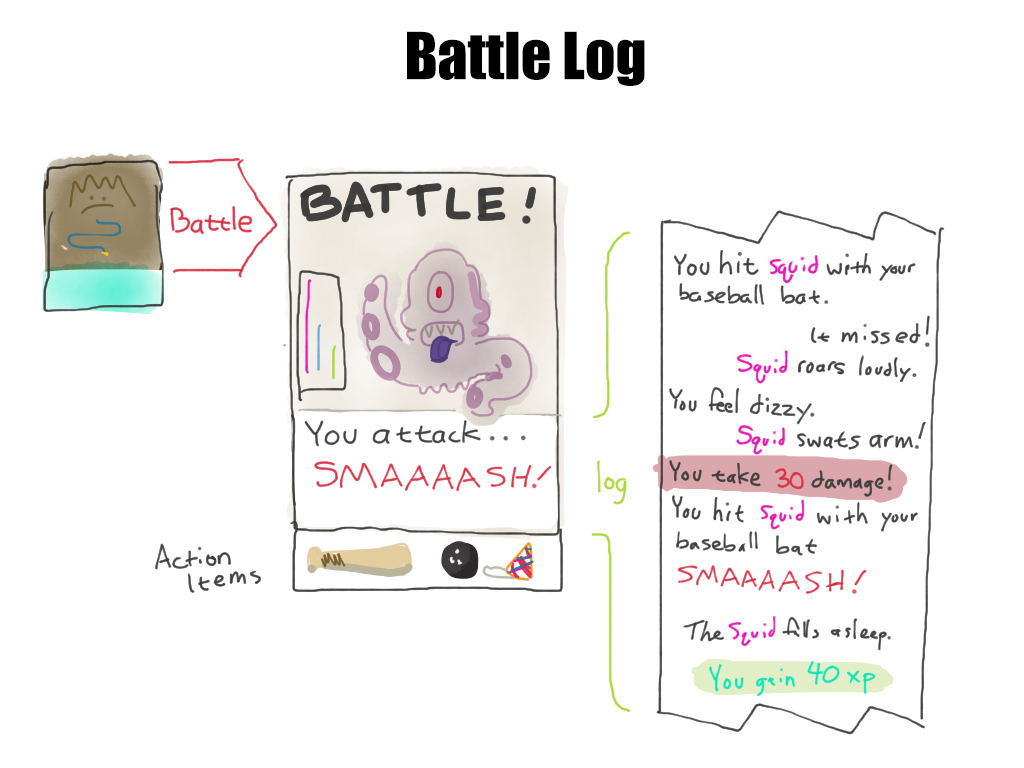 Battle Log
Battle
BATTLE!
You attack...
SMAAAASH!
Action
Items
log
You hit squid with your
baseball bat.
It missed!
Squid roars loudly.
You feel dizzy.
Squid swats arm!
You take 30 damage!
You hit squid with your
baseball bat
SMAAAASH!
The Squid falls asleep.
You gain 40 xp